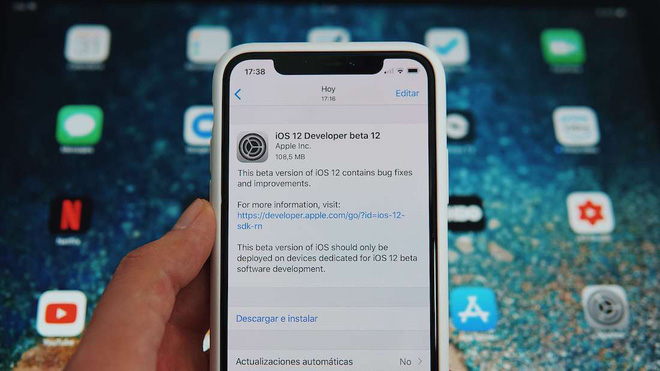 17:38
Hoy
17:16
Editar
iOS 12 Developer beta 12
Apple Inc.
108,5 MB
This beta version of iOS 12 contains bug fixes
and improvements.
For more information, visit:
https://developer.apple.com/go/?id=ios-12-
sdk-rn
This beta version of iOS should only be
deployed on devices dedicated for iOS 12 beta
software development.
Descargar e instalar
Actualizaciones automáticas No
N
Netflix
HBO
YouTube